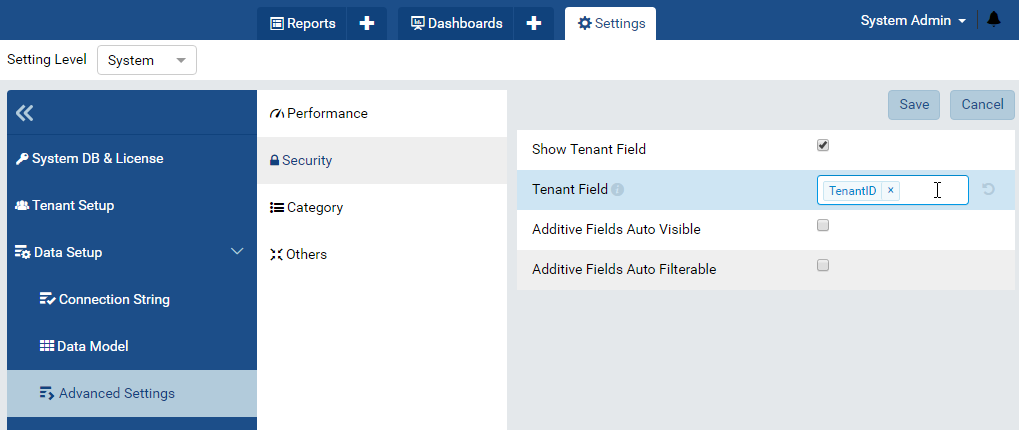 Reports
Dashboards
Settings
System Admin
Setting Level
System
System DB & License
Tenant Setup
Data Setup
Connection String
Data Model
Advanced Settings
Performance
Security
Category
Others
Save
Cancel
Show Tenant Field
Tenant Field
TenantID ×
Additive Fields Auto Visible
Additive Fields Auto Filterable